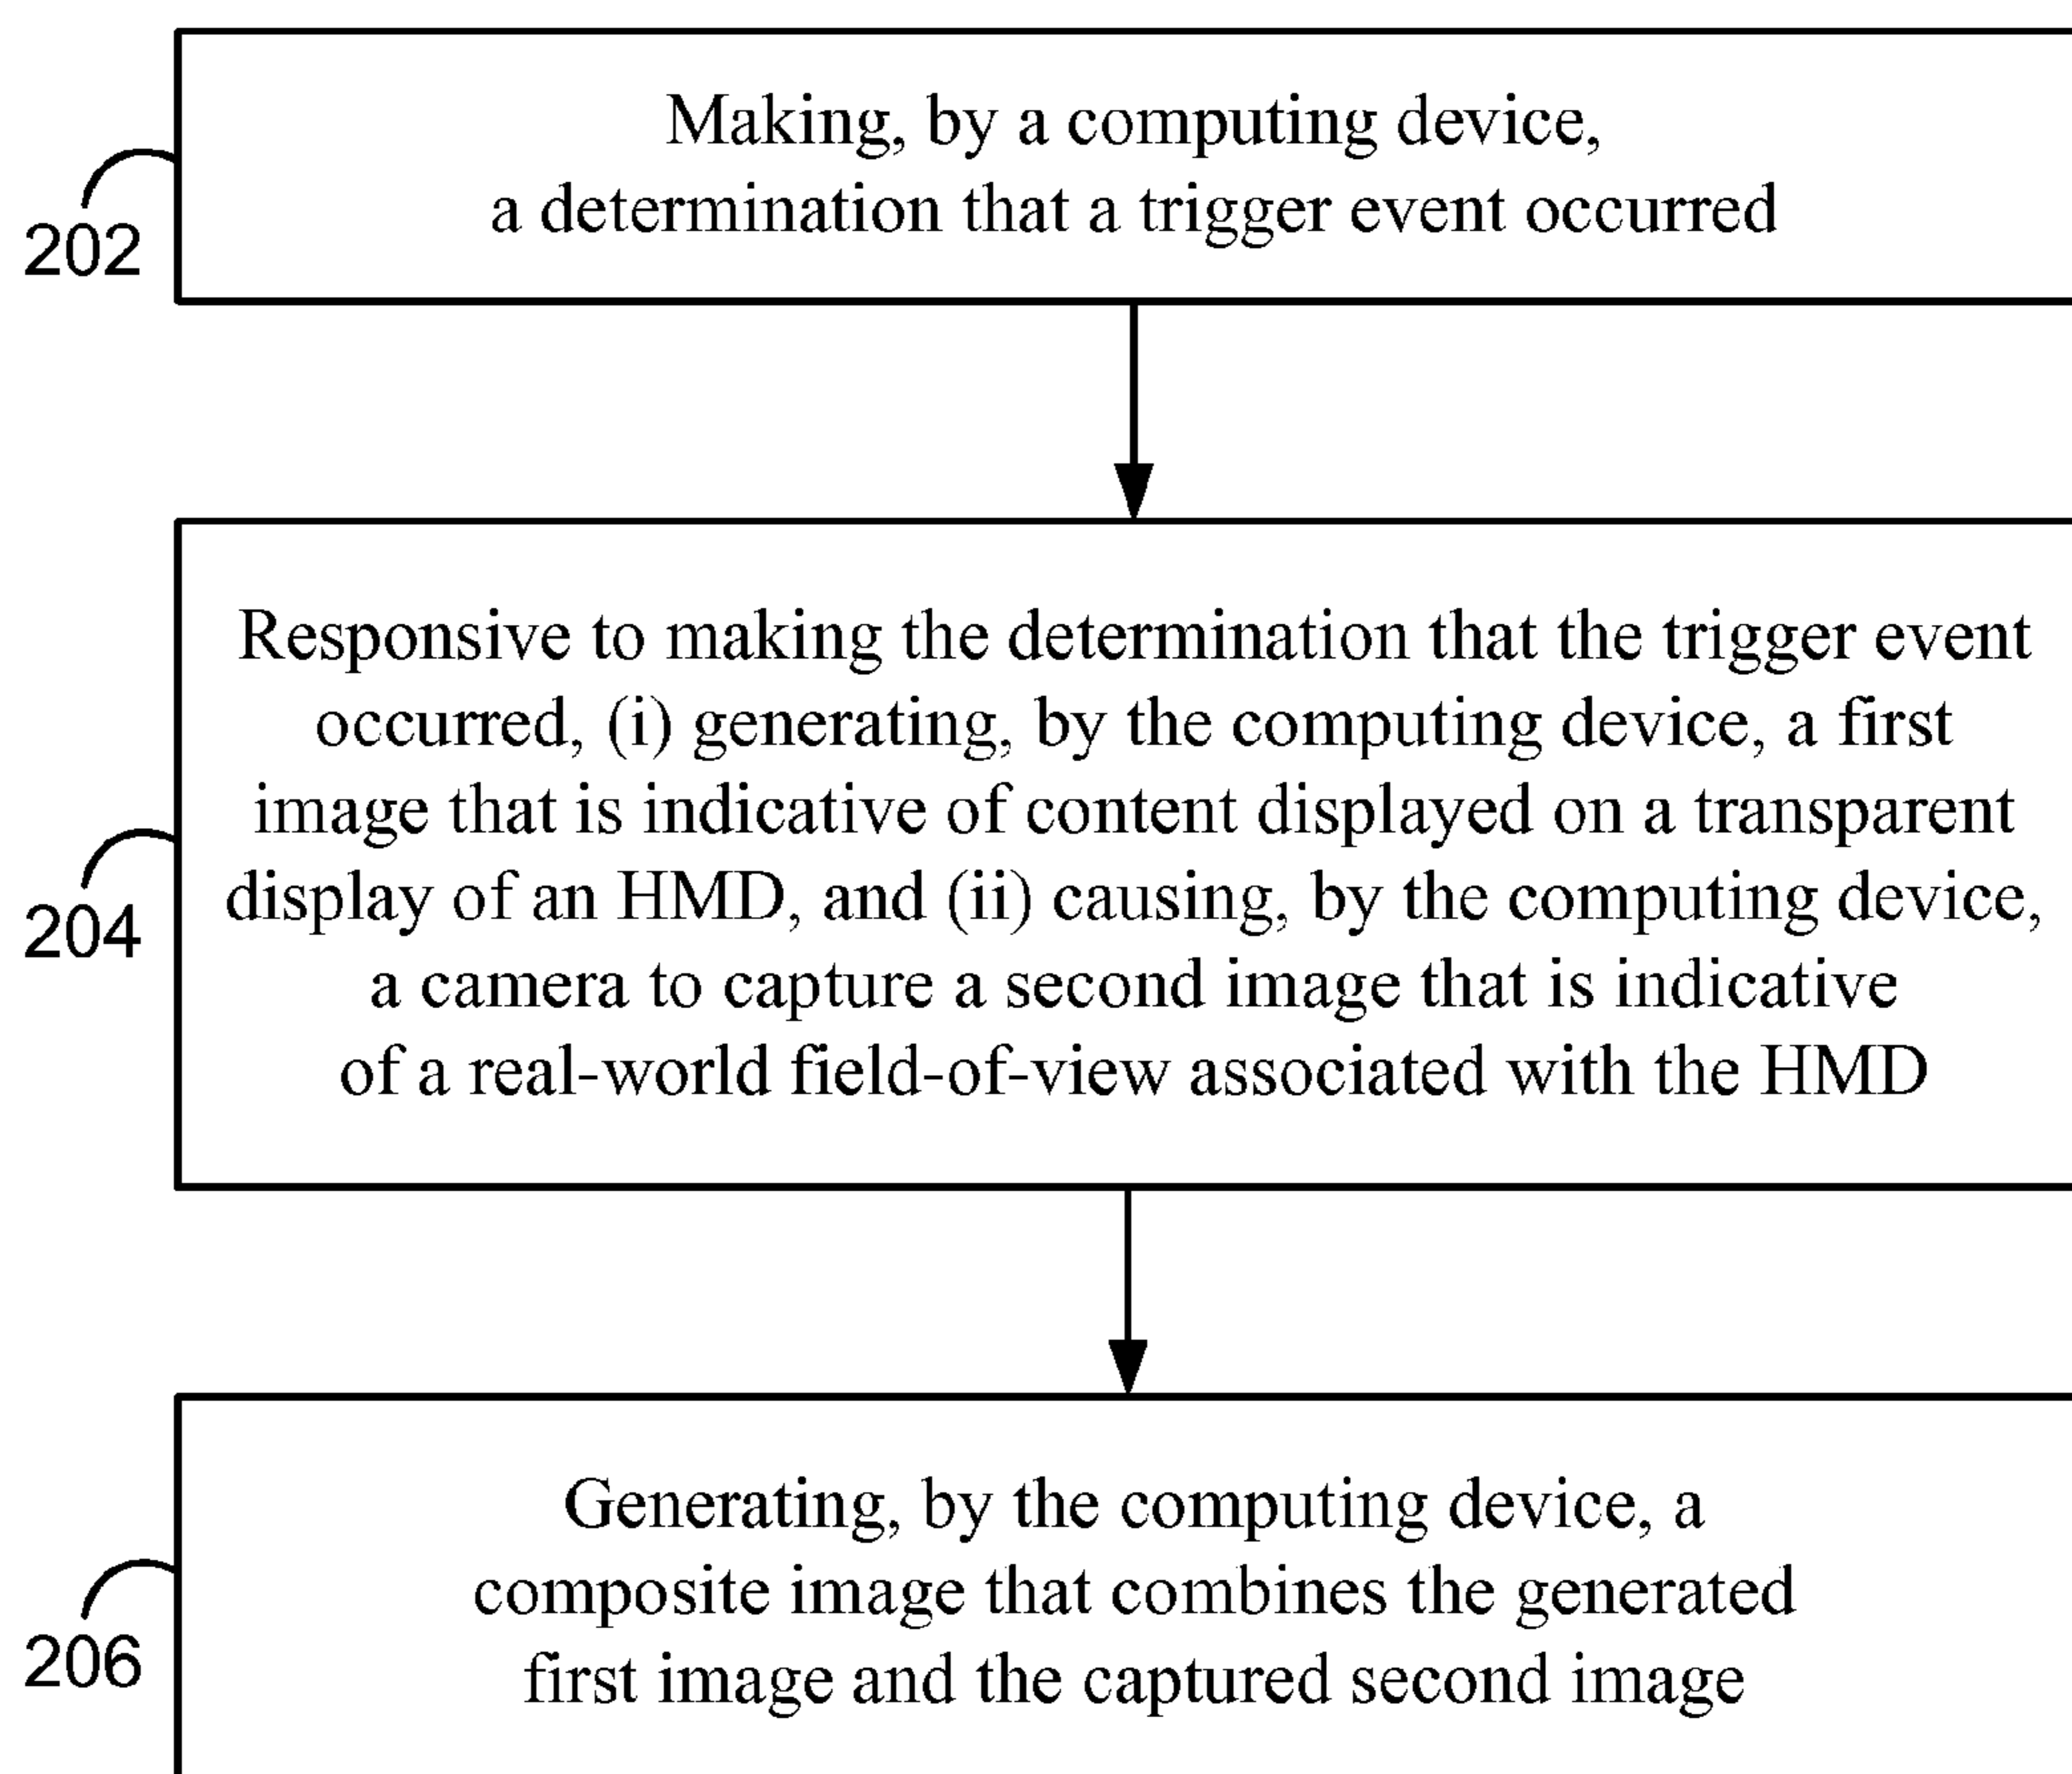 Making, by a computing device,
a determination that a trigger event occurred
202
Responsive to making the determination that the trigger event
occurred, (i) generating, by the computing device, a first
image that is indicative of content displayed on a transparent
display of an HMD, and (ii) causing, by the computing device,
a camera to capture a second image that is indicative
of a real-world field-of-view associated with the HMD
204
Generating, by the computing device, a
composite image that combines the generated
first image and the captured second image
206